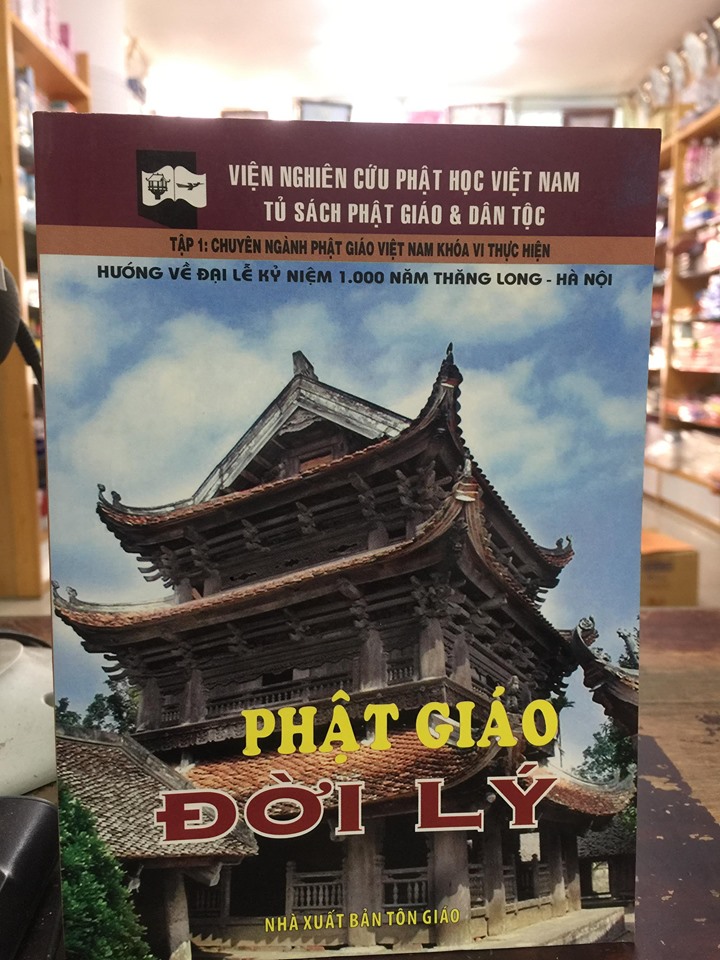 VIỆN NGHIÊN CỨU PHẬT HỌC VIỆT NAM
TỦ SÁCH PHẬT GIÁO & DÂN TỘC
TẬP 1: CHUYÊN NGÀNH PHẬT GIÁO VIỆT NAM KHÓA VI THỰC HIỆN
HƯỚNG VỀ ĐẠI LỄ KỶ NIỆM 1.000 NĂM THĂNG LONG - HÀ NỘI
PHẬT GIÁO
ĐỜI LÝ
NHÀ XUẤT BẢN TÔN GIÁO